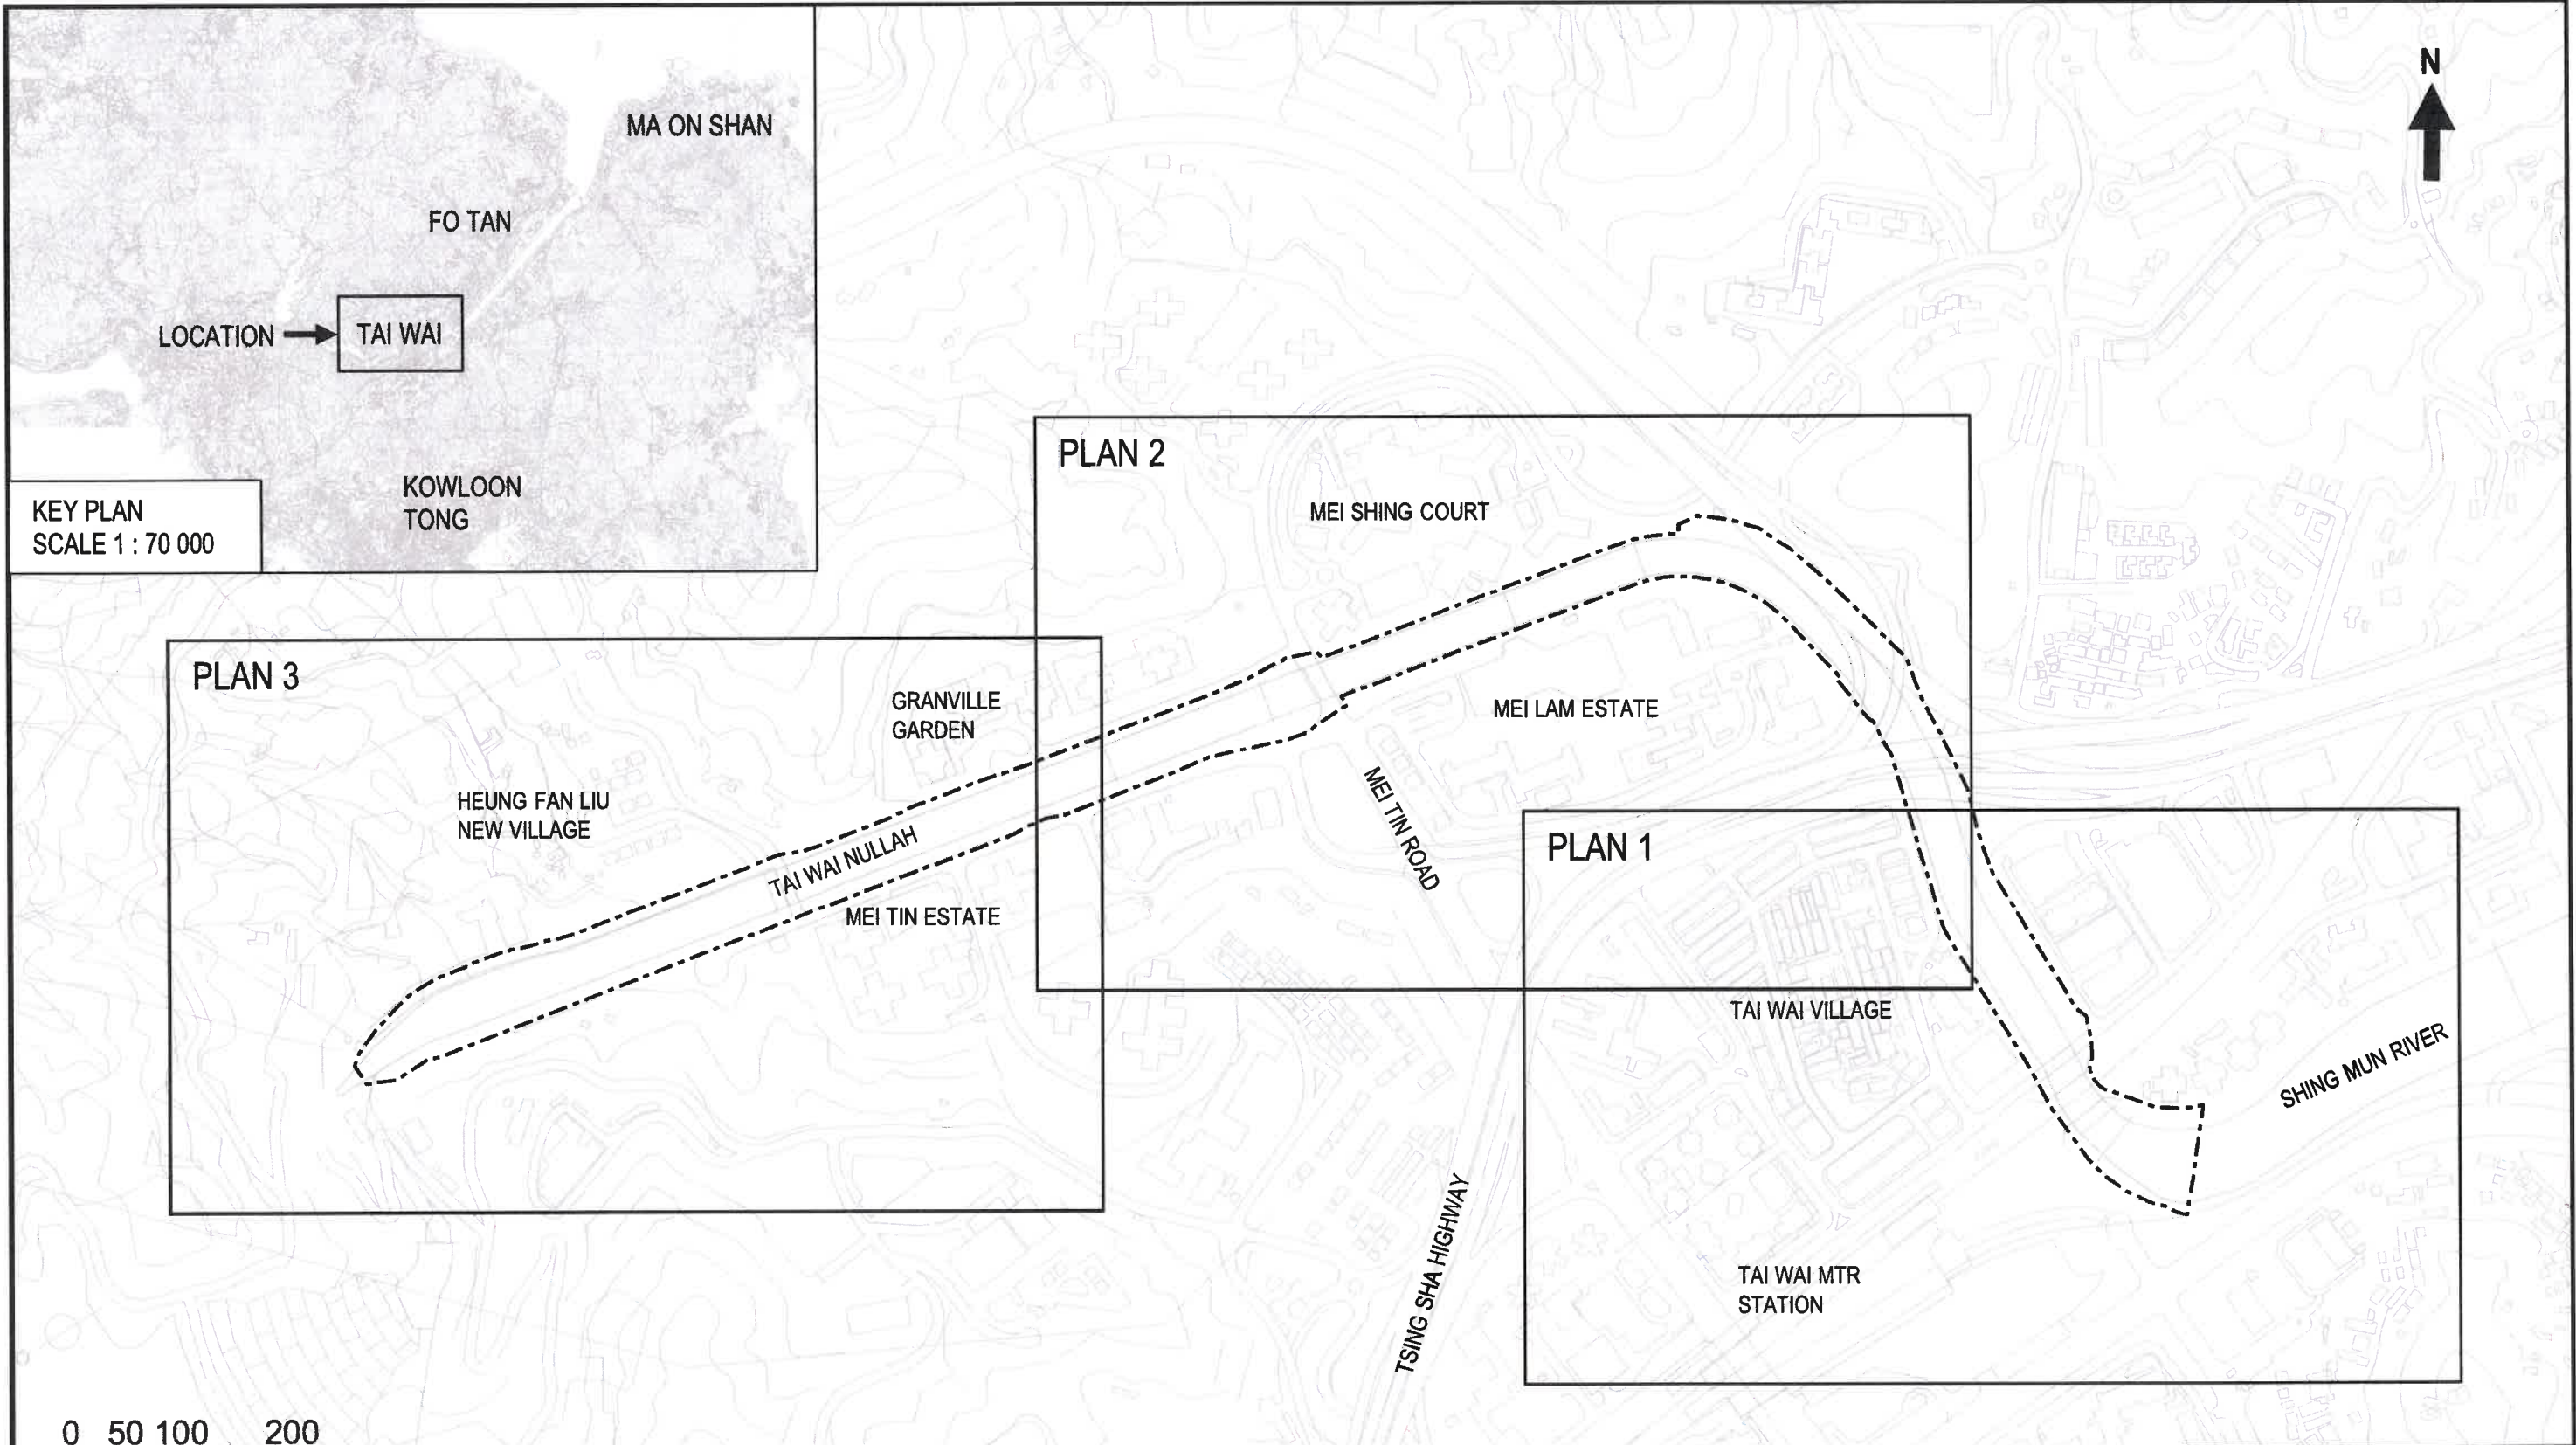 N
MA ON SHAN
FO TAN
LOCATION
TAI WAI
KOWLOON
TONG
KEY PLAN
SCALE 1 : 70 000
PLAN 2
MEI SHING COURT
PLAN 3
GRANVILLE
GARDEN
MEI LAM ESTATE
HEUNG FAN LIU
NEW VILLAGE
TAI WAI NULLAH
MEI TIN ROAD
PLAN 1
MEI TIN ESTATE
TAI WAI VILLAGE
SHING MUN RIVER
TSING SHA HIGHWAY
TAI WAI MTR
STATION
0 50 100 200